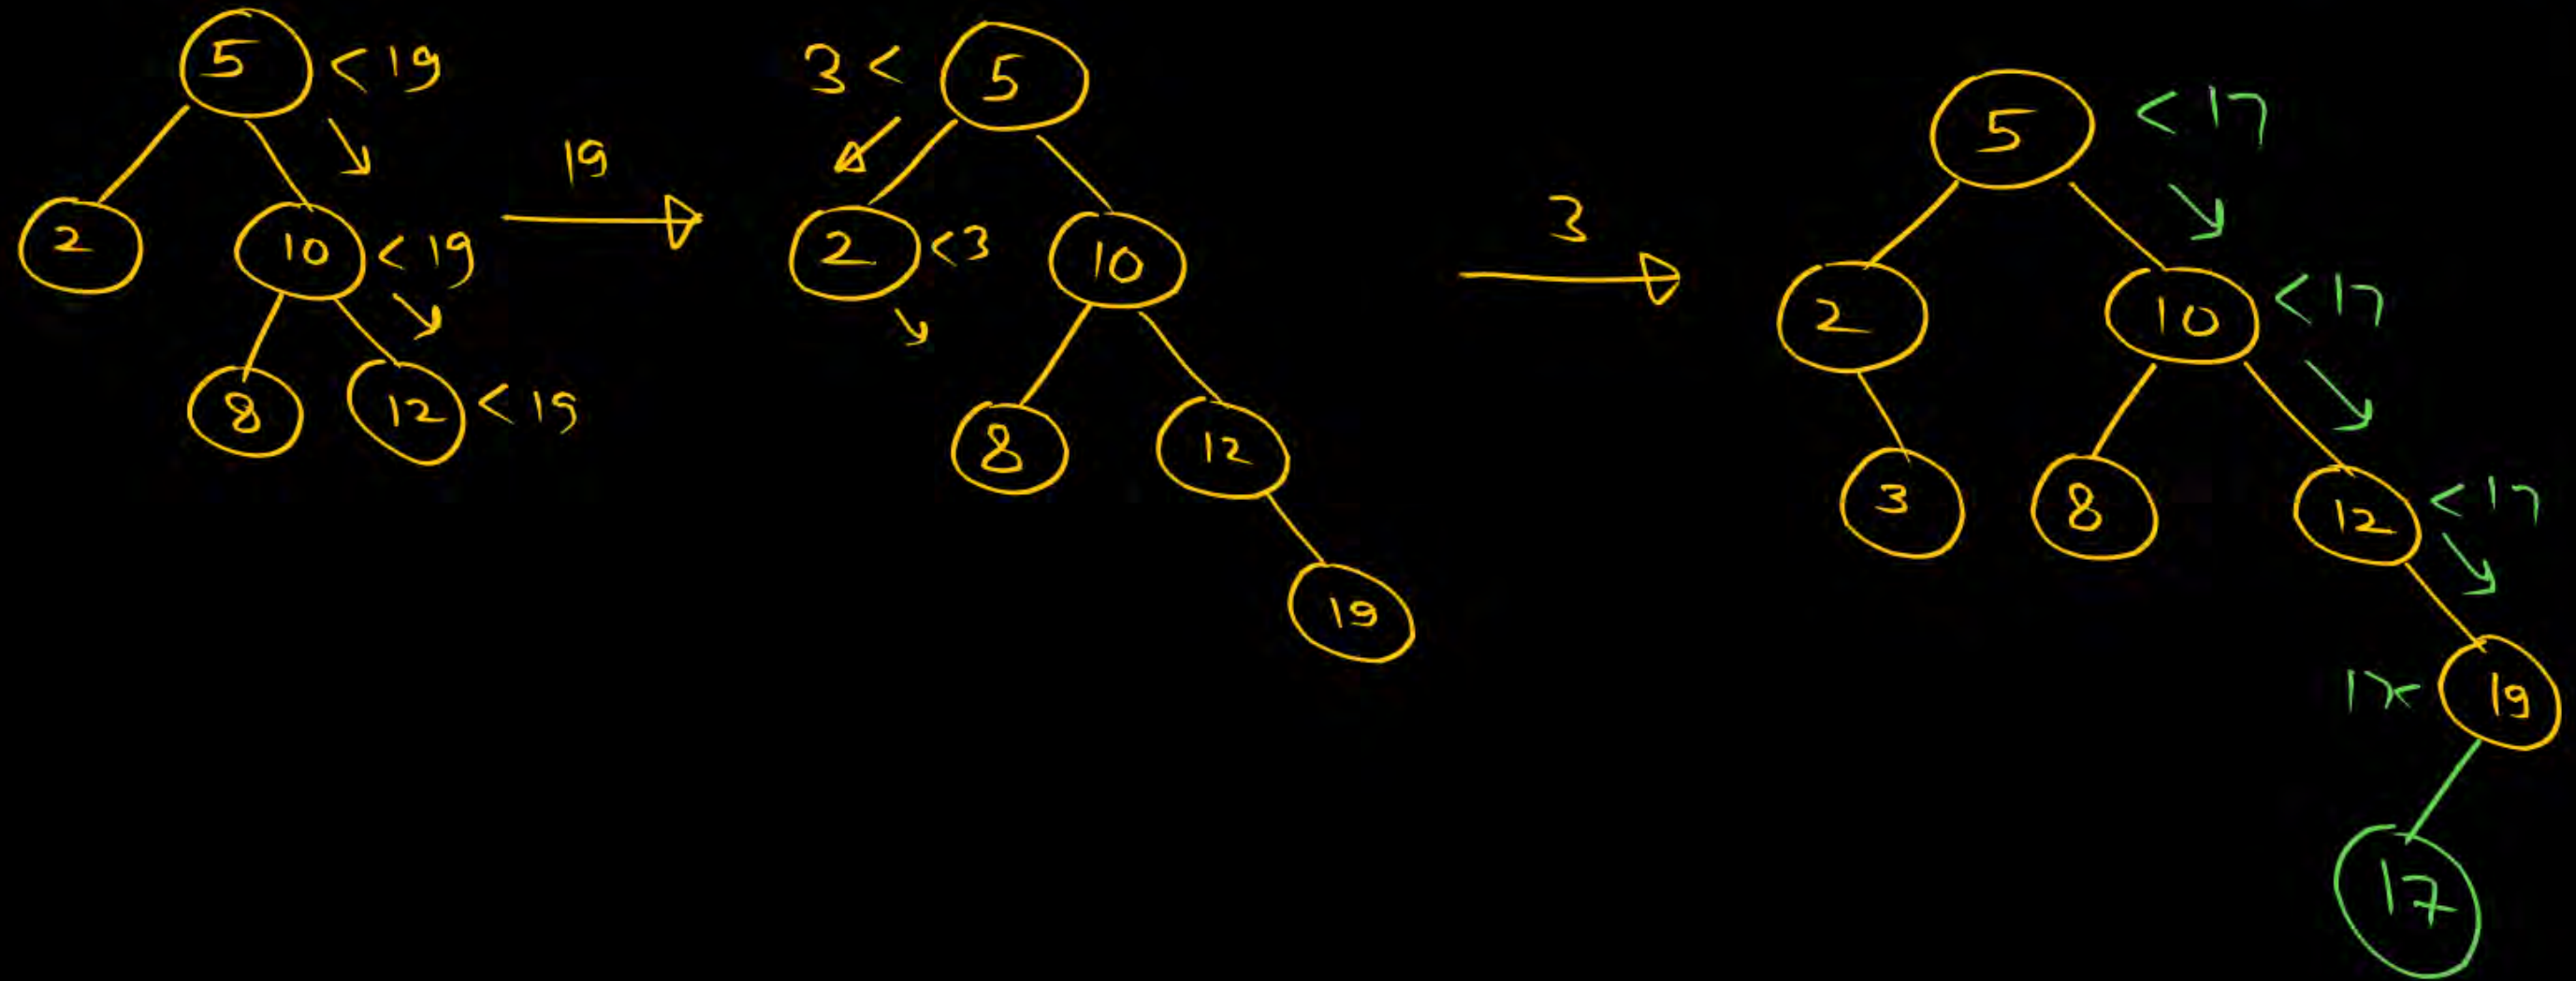 5 < 19
2 10 < 19
8 12 < 19
19
3 < 5
2 < 3 10
8 12
19
3
5 < 17
2 10 < 17
3 8 12 < 17
17 < 19
17